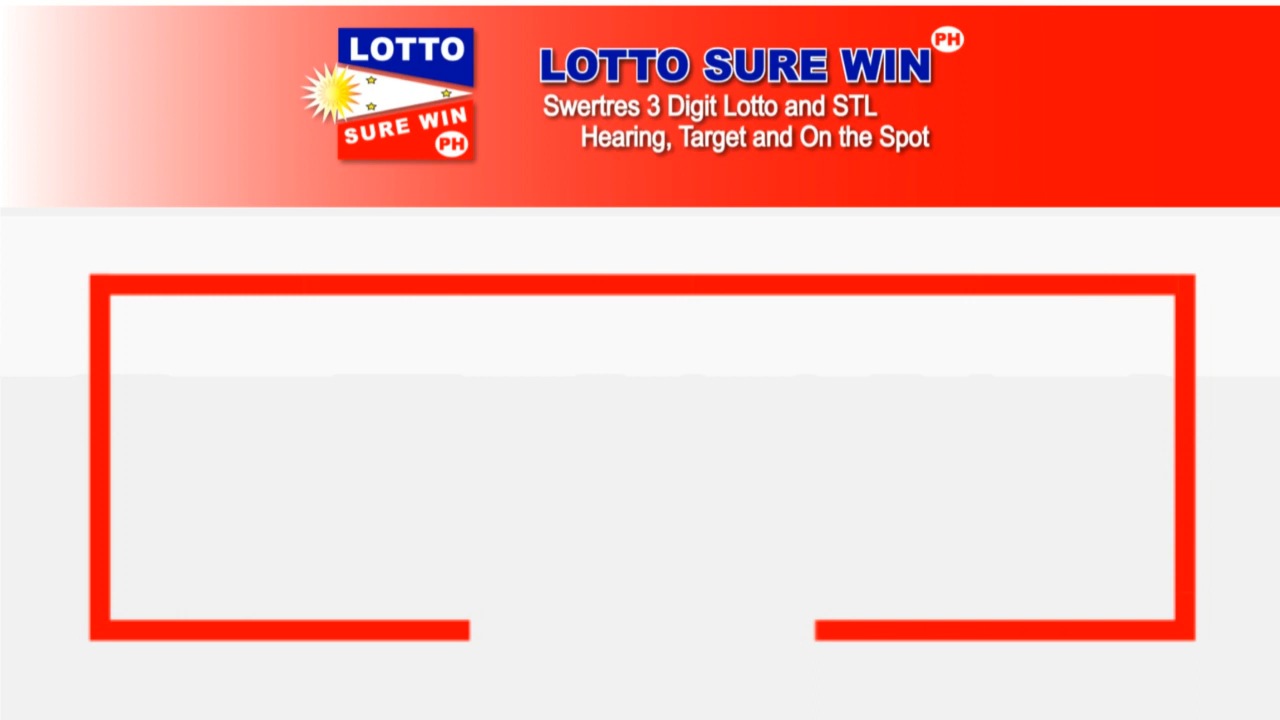 LOTTO
SURE WIN
PH
LOTTO SURE WIN PH
Swertres 3 Digit Lotto and STL
Hearing, Target and On the Spot